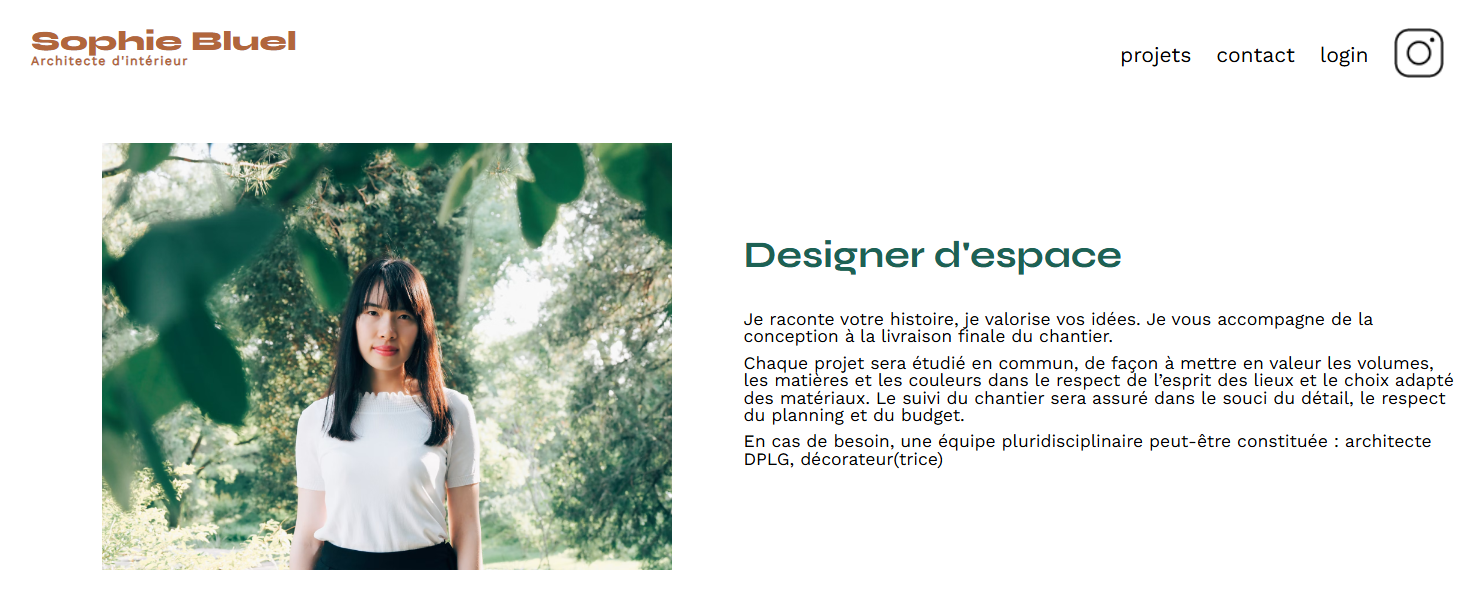 Sophie Bluel
Architecte d'intérieur
projets contact login
Designer d'espace
Je raconte votre histoire, je valorise vos idées. Je vous accompagne de la
conception à la livraison finale du chantier.
Chaque projet sera étudié en commun, de façon à mettre en valeur les volumes,
les matières et les couleurs dans le respect de l’esprit des lieux et le choix adapté
des matériaux. Le suivi du chantier sera assuré dans le souci du détail, le respect
du planning et du budget.
En cas de besoin, une équipe pluridisciplinaire peut-être constituée : architecte
DPLG, décorateur(trice)